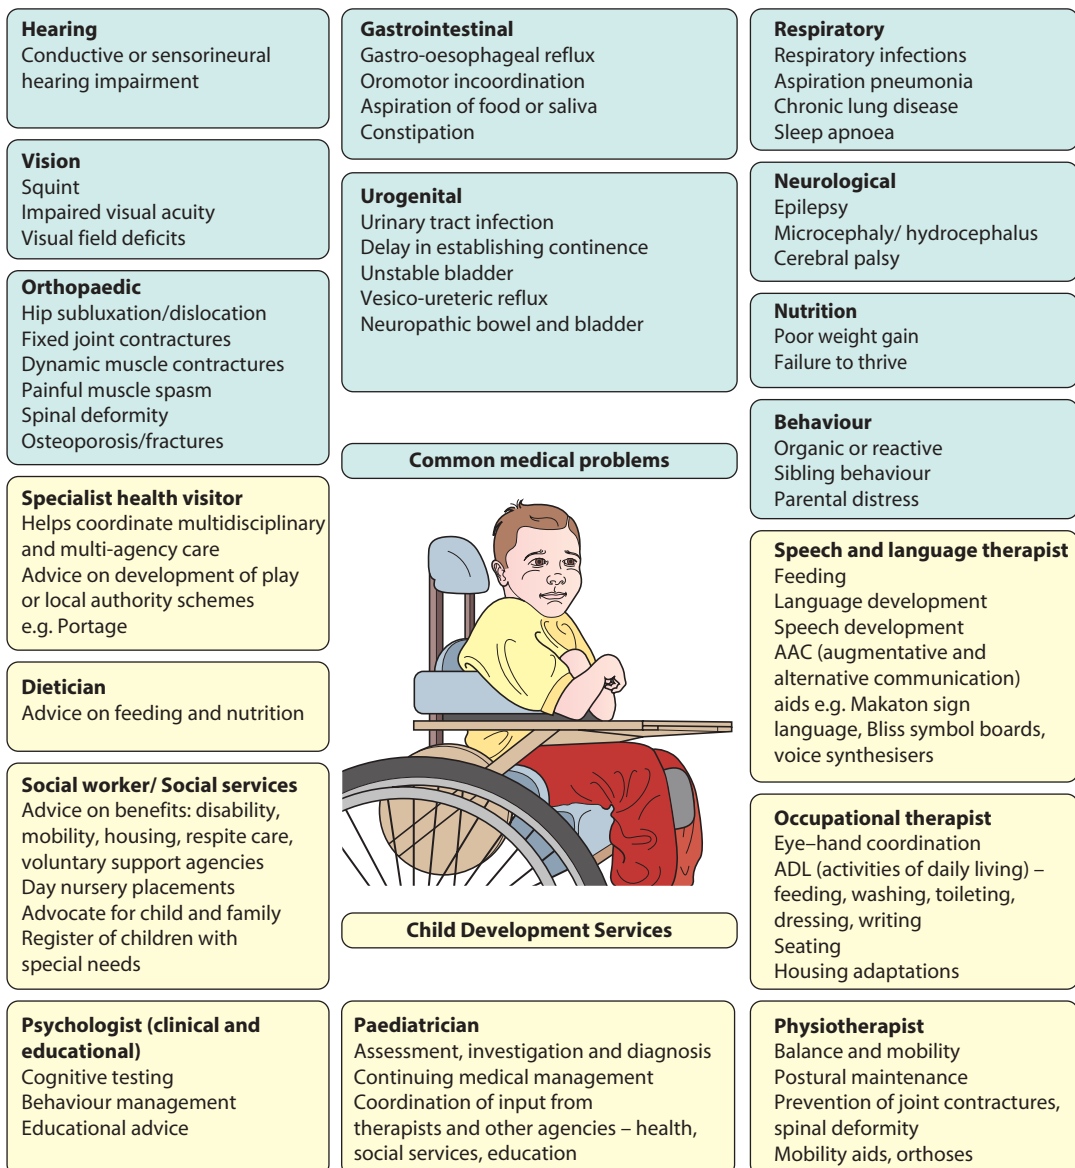 Hearing
Conductive or sensorineural
hearing impairment
Vision
Squint
Impaired visual acuity
Visual field deficits
Orthopaedic
Hip subluxation/dislocation
Fixed joint contractures
Dynamic muscle contractures
Painful muscle spasm
Spinal deformity
Osteoporosis/fractures
Gastrointestinal
Gastro-oesophageal reflux
Oromotor incoordination
Aspiration of food or saliva
Constipation
Urogenital
Urinary tract infection
Delay in establishing continence
Unstable bladder
Vesico-ureteric reflux
Neuropathic bowel and bladder
Respiratory
Respiratory infections
Aspiration pneumonia
Chronic lung disease
Sleep apnoea
Neurological
Epilepsy
Microcephaly/ hydrocephalus
Cerebral palsy
Nutrition
Poor weight gain
Failure to thrive
Behaviour
Organic or reactive
Sibling behaviour
Parental distress
Common medical problems
Specialist health visitor
Helps coordinate multidisciplinary
and multi-agency care
Advice on development of play
or local authority schemes
e.g. Portage
Dietician
Advice on feeding and nutrition
Social worker/ Social services
Advice on benefits: disability,
mobility, housing, respite care,
voluntary support agencies
Day nursery placements
Advocate for child and family
Register of children with
special needs
Psychologist (clinical and
educational)
Cognitive testing
Behaviour management
Educational advice
Child Development Services
Paediatrician
Assessment, investigation and diagnosis
Continuing medical management
Coordination of input from
therapists and other agencies – health,
social services, education
Speech and language therapist
Feeding
Language development
Speech development
AAC (augmentative and
alternative communication)
aids e.g. Makaton sign
language, Bliss symbol boards,
voice synthesisers
Occupational therapist
Eye–hand coordination
ADL (activities of daily living) –
feeding, washing, toileting,
dressing, writing
Seating
Housing adaptations
Physiotherapist
Balance and mobility
Postural maintenance
Prevention of joint contractures,
spinal deformity
Mobility aids, orthoses